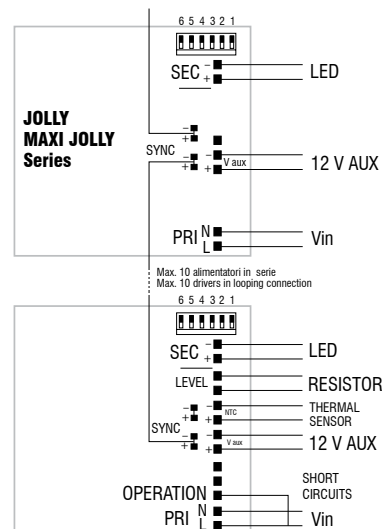 6 5 4 3 2 1
SEC - +
LED
JOLLY
MAXI JOLLY
Series
- +
SYNC
- +
- +
V aux
12 V AUX
PRI N L
Vin
Max. 10 alimentatori in serie
Max. 10 drivers in looping connection
6 5 4 3 2 1
SEC - +
LED
LEVEL
RESISTOR
- +
- +
NTC
THERMAL
SENSOR
SYNC
- +
- +
V aux
12 V AUX
OPERATION
SHORT
CIRCUITS
PRI N L
Vin